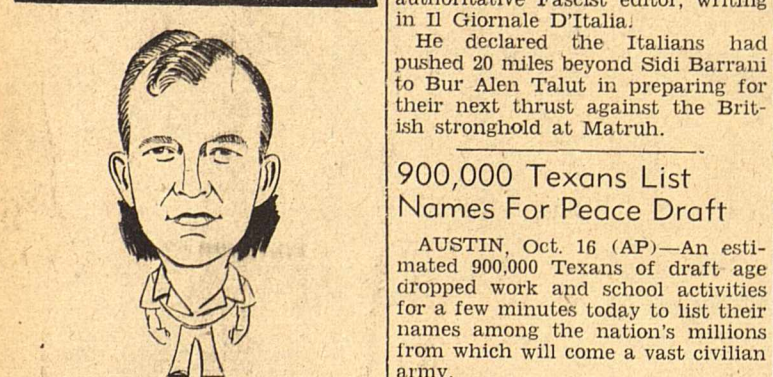 authoritative Fascist editor, writing
in Il Giornale D'Italia.
He declared the Italians had
pushed 20 miles beyond Sidi Barrani
to Bur Alen Talut in preparing for
their next thrust against the Brit-
ish stronghold at Matruh.
900,000 Texans List
Names For Peace Draft
AUSTIN, Oct. 16 (AP)—An esti-
mated 900,000 Texans of draft age
dropped work and school activities
for a few minutes today to list their
names among the nation's millions
from which will come a vast civilian
army.